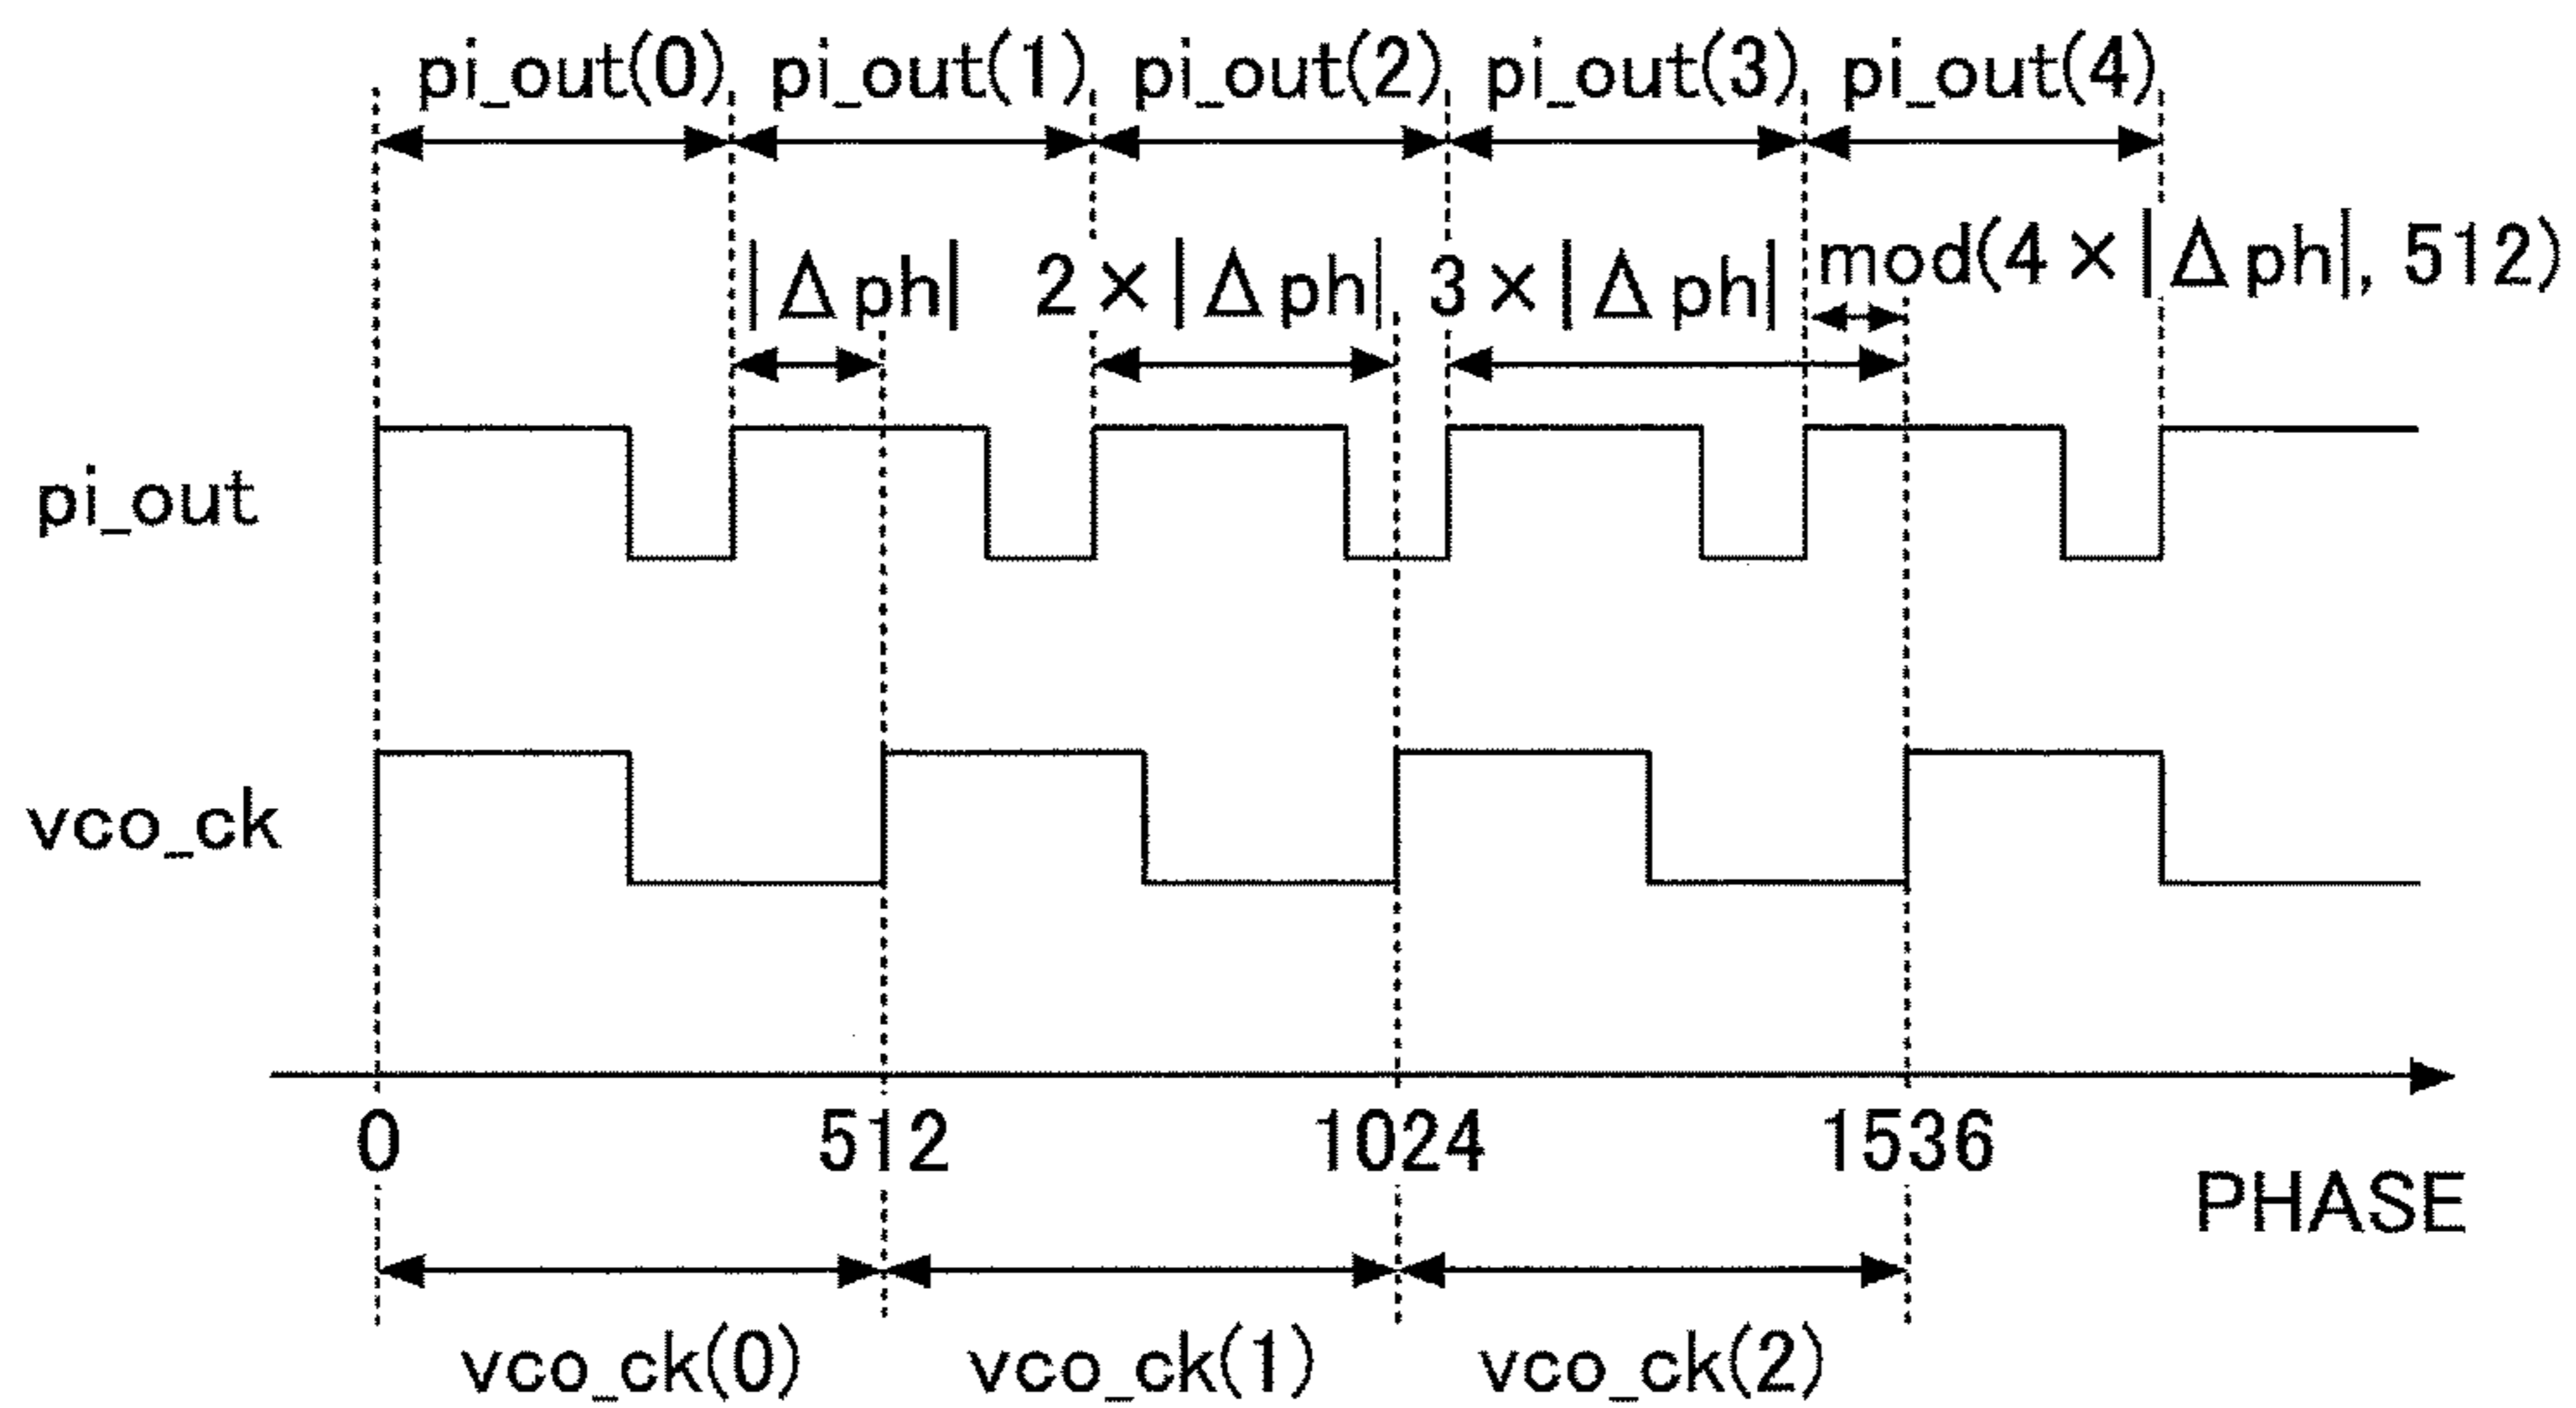 pi_out(0) pi_out(1) pi_out(2) pi_out(3) pi_out(4)
|Δph| 2×|Δph| 3×|Δph| mod(4×|Δph|, 512)
pi_out
vco_ck
0 512 1024 1536
PHASE
vco_ck(0) vco_ck(1) vco_ck(2)